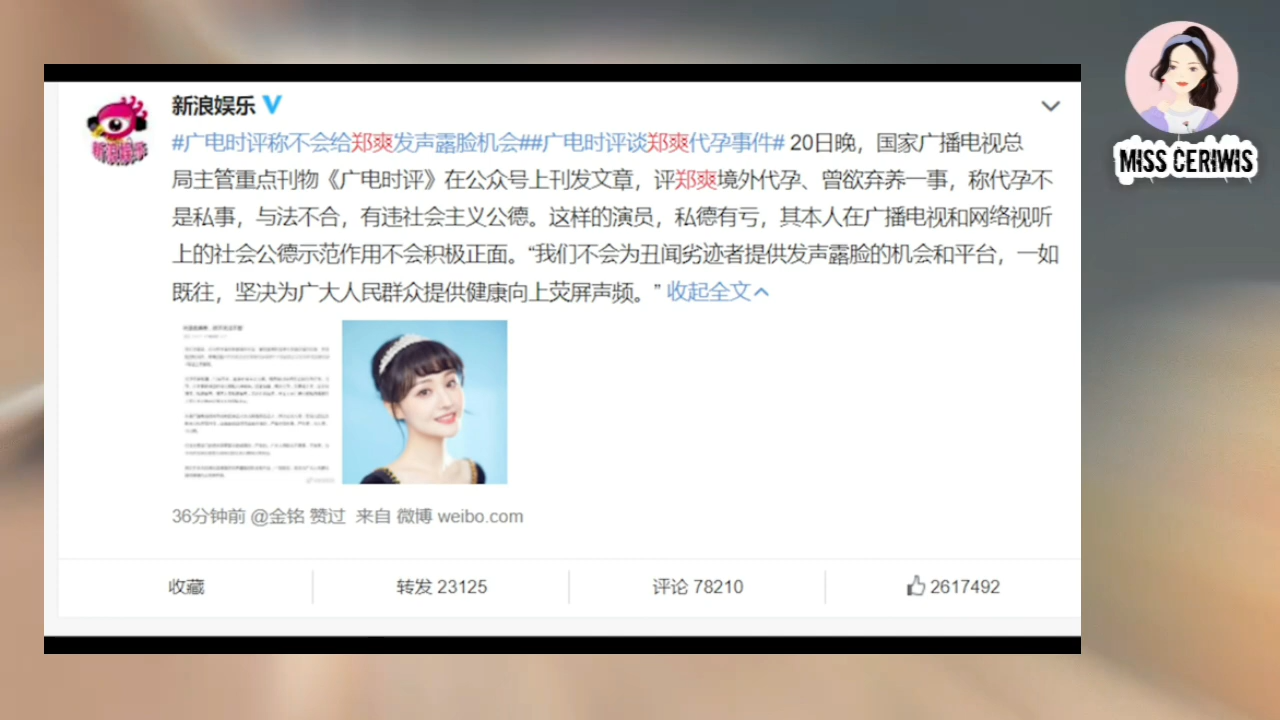 新浪娱乐
MISS CERIWIS
#广电时评称不会给郑爽发声露脸机会##广电时评谈郑爽代孕事件# 20日晚，国家广播电视总
局主管重点刊物《广电时评》在公众号上刊发文章，评郑爽境外代孕、曾欲弃养一事，称代孕不
是私事，与法不合，有违社会主义公德。这样的演员，私德有亏，其本人在广播电视和网络视听
上的社会公德示范作用不会积极正面。“我们不会为丑闻劣迹者提供发声露脸的机会和平台，一如
既往，坚决为广大人民群众提供健康向上荧屏声频。” 收起全文
36分钟前 @金铭 赞过 来自 微博 weibo.com
收藏 转发 23125 评论 78210 2617492